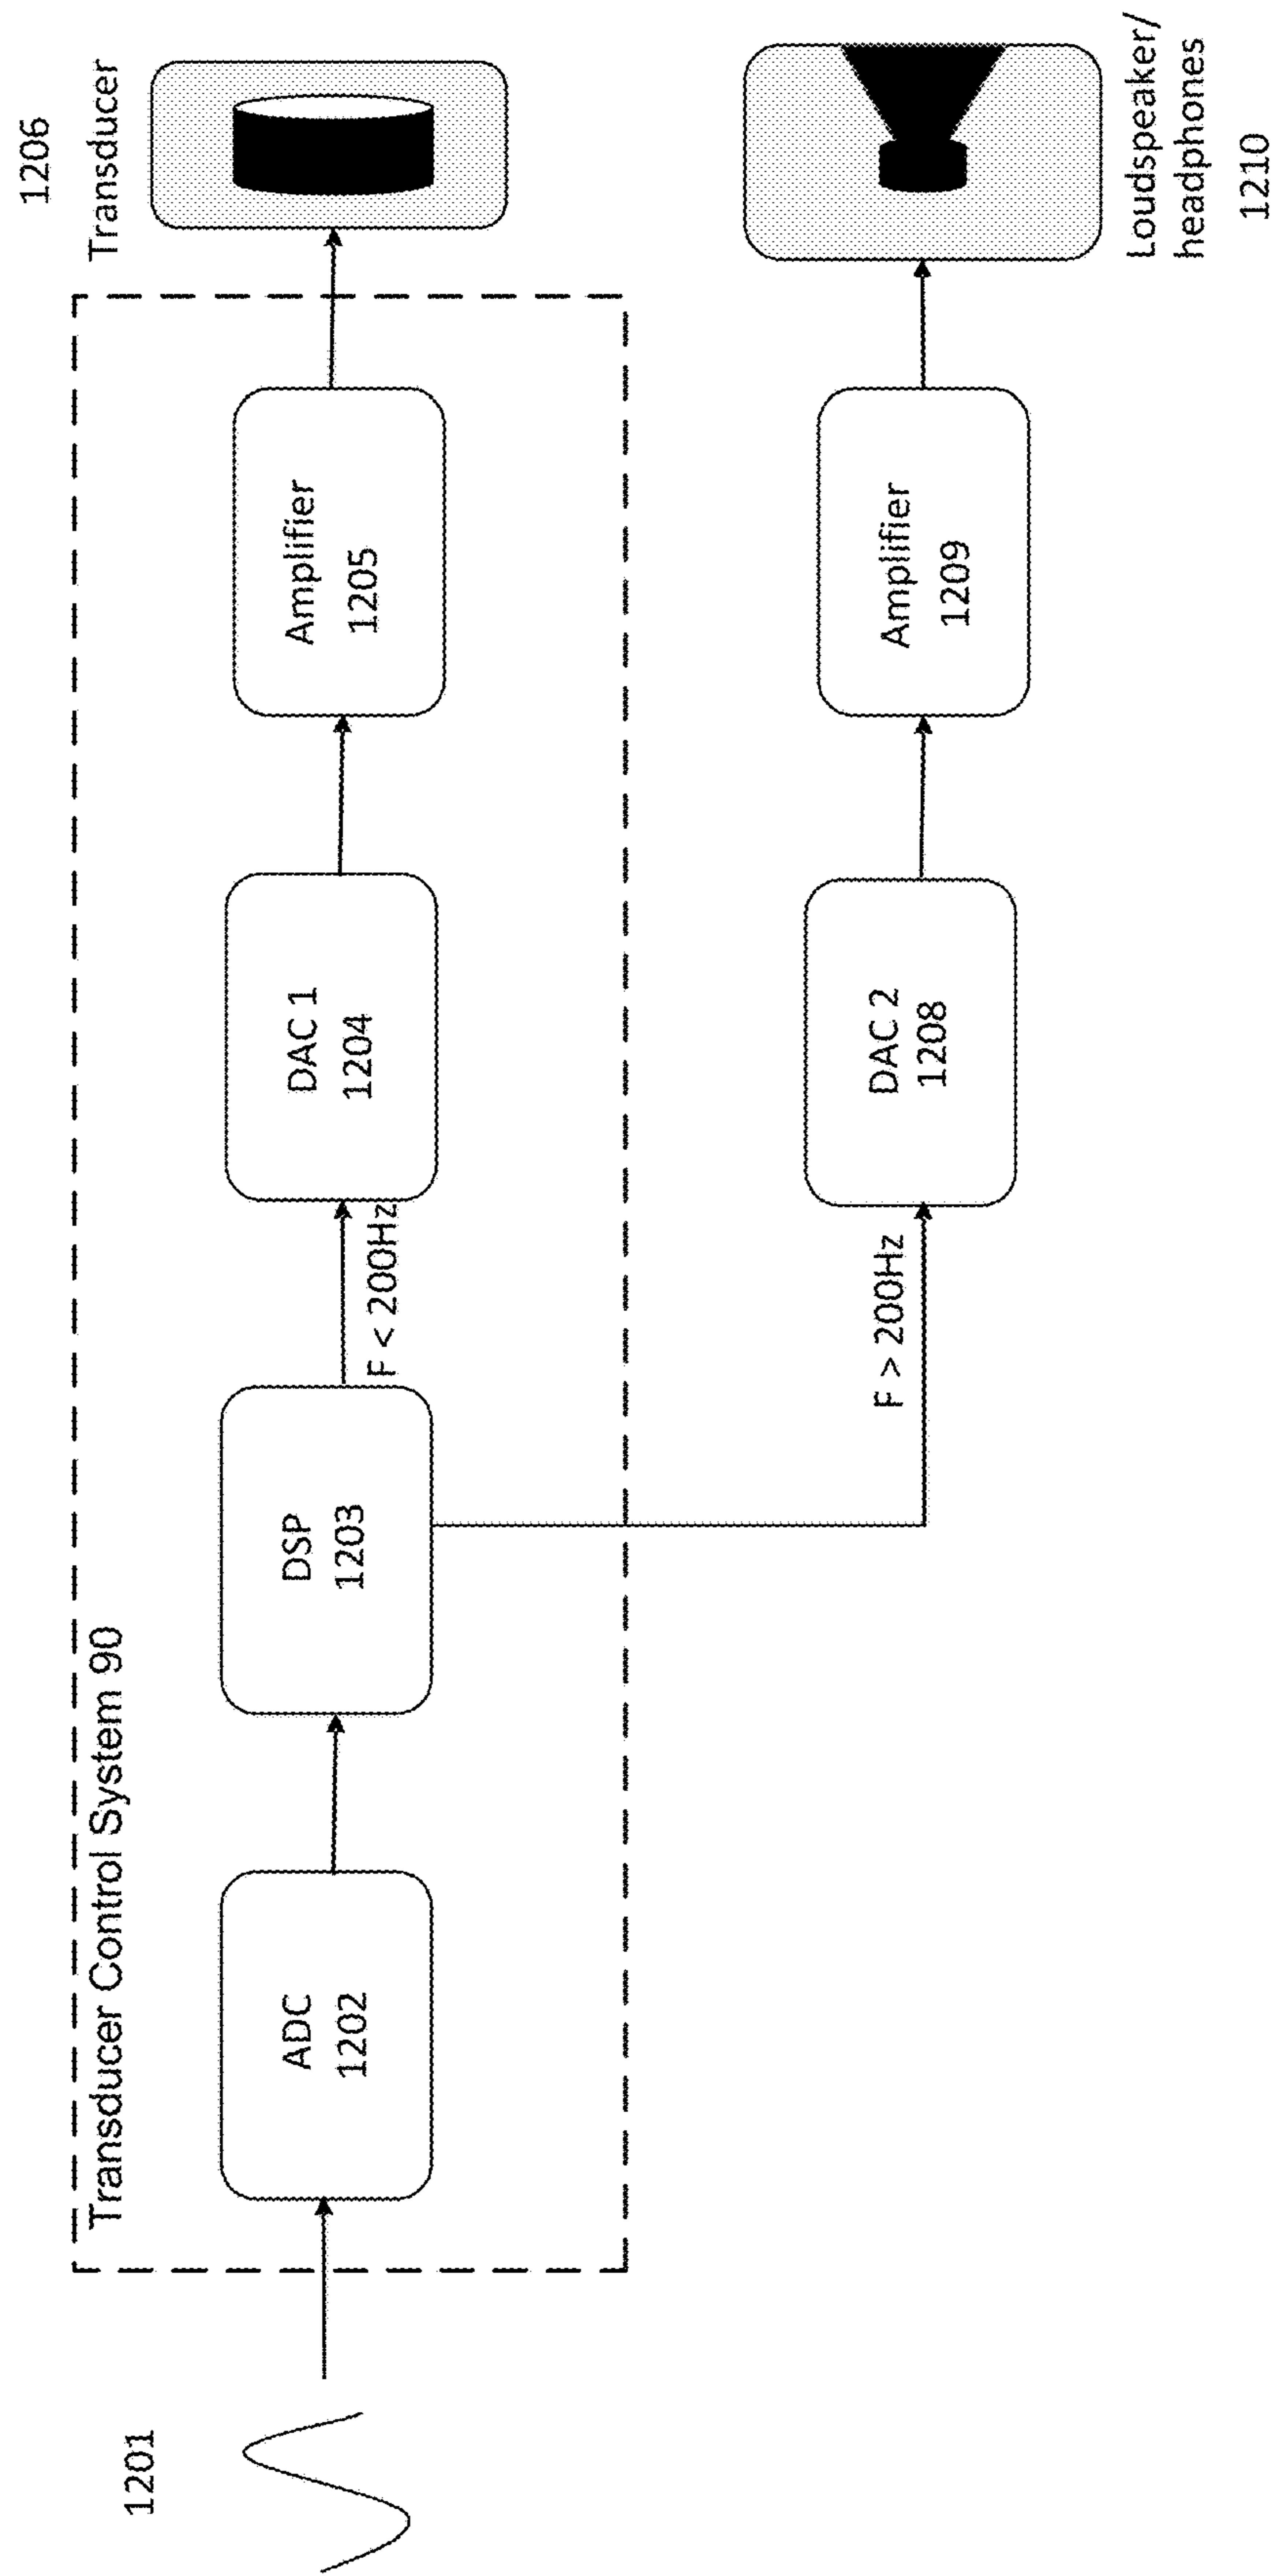 1201
Transducer Control System 90
ADC
1202
DSP
1203
F < 200Hz
DAC 1
1204
Amplifier
1205
1206
Transducer
F > 200Hz
DAC 2
1208
Amplifier
1209
Loudspeaker/
headphones
1210